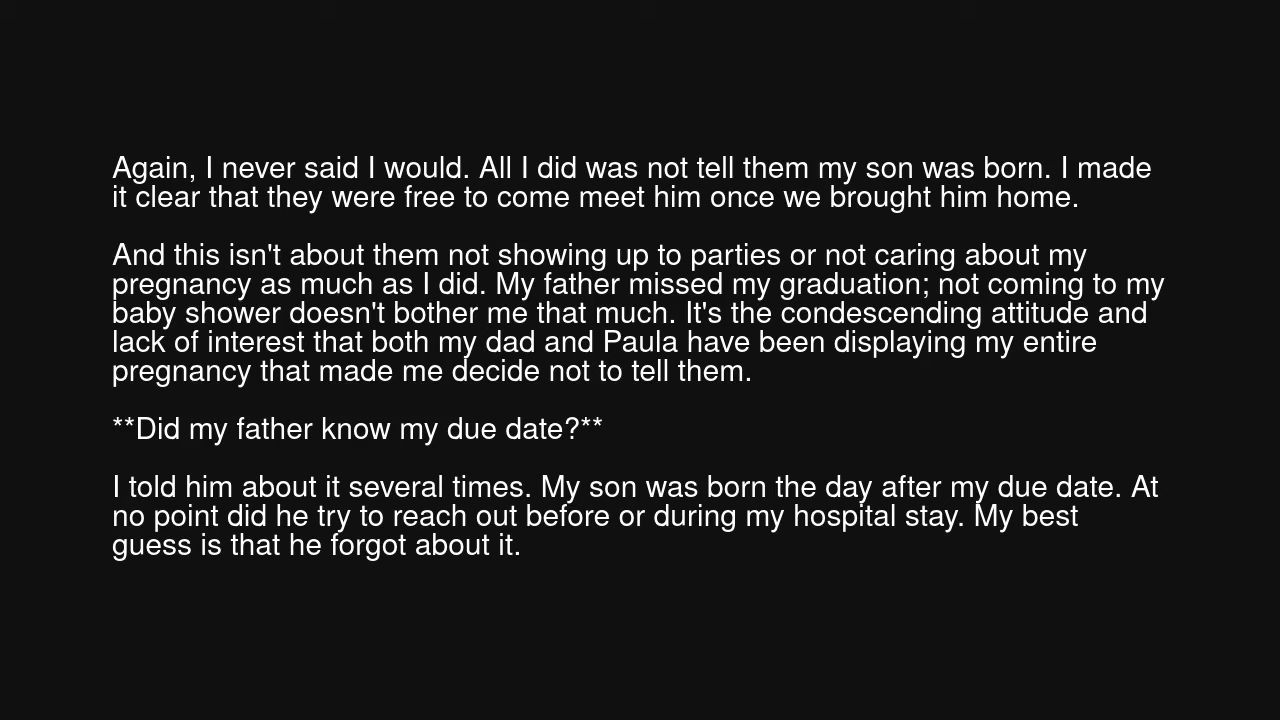 Again, I never said I would. All I did was not tell them my son was born. I made
it clear that they were free to come meet him once we brought him home.
And this isn't about them not showing up to parties or not caring about my
pregnancy as much as I did. My father missed my graduation; not coming to my
baby shower doesn't bother me that much. It's the condescending attitude and
lack of interest that both my dad and Paula have been displaying my entire
pregnancy that made me decide not to tell them.
**Did my father know my due date?**
I told him about it several times. My son was born the day after my due date. At
no point did he try to reach out before or during my hospital stay. My best
guess is that he forgot about it.